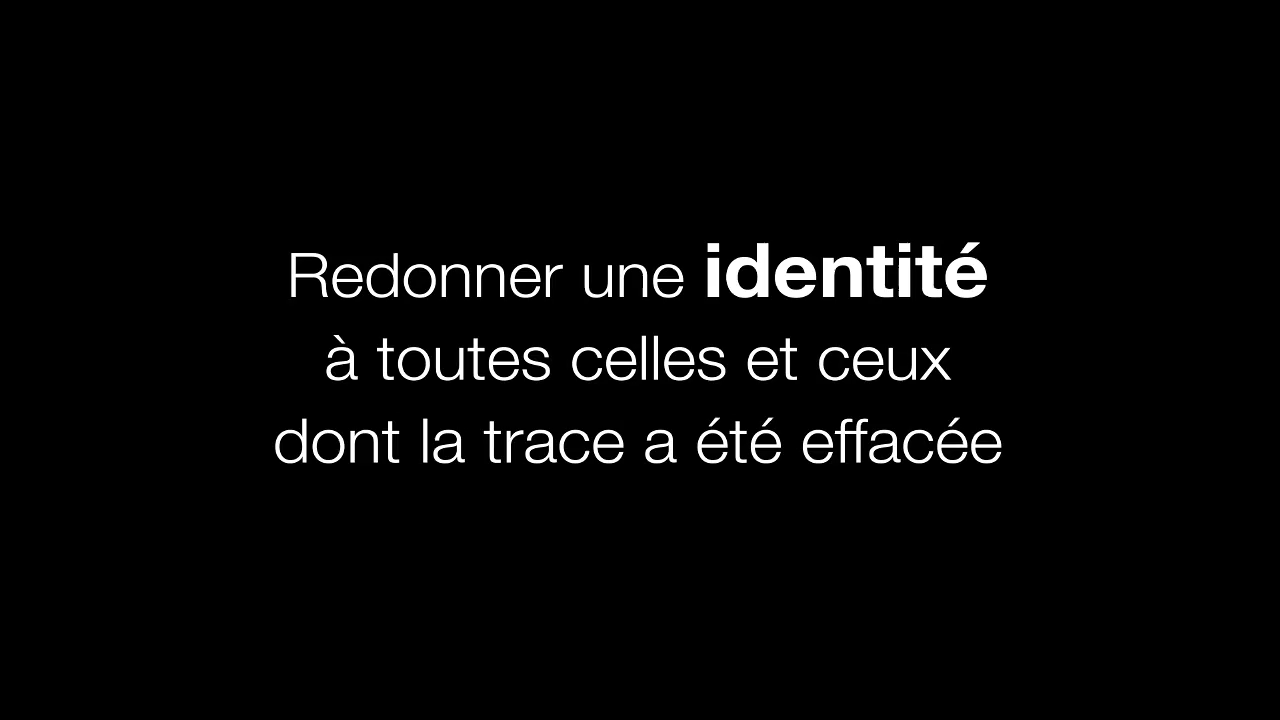 Redonner une identité
à toutes celles et ceux
dont la trace a été effacée